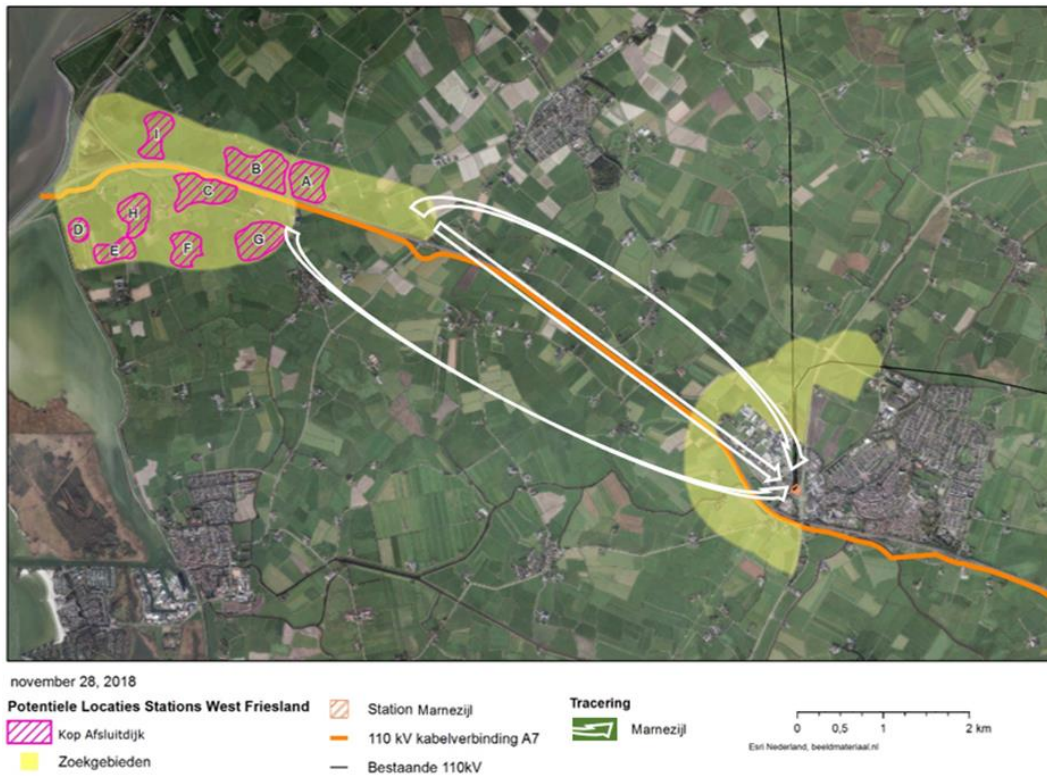 I
B
A
C
H
D
G
E
F
november 28, 2018
Potentiele Locaties Stations West Friesland
Kop Afsluitdijk
Zoekgebieden
Station Marnezijl
110 kV kabelverbinding A7
Bestaande 110kV
Tracering
Marnezijl
0 0,5 1 2 km
Esri Nederland, beeldmateriaal.nl